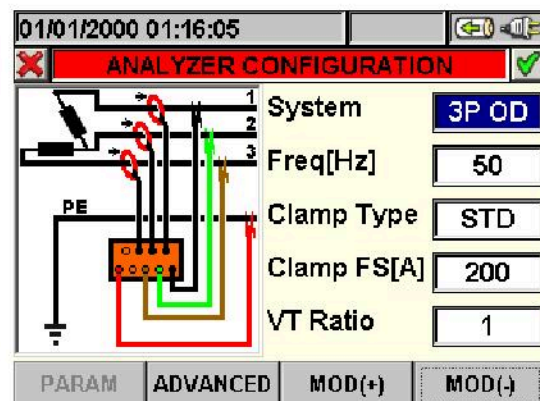 01/01/2000 01:16:05
ANALYZER CONFIGURATION
1
2
3
PE
System 3P OD
Freq[Hz] 50
Clamp Type STD
Clamp FS[A] 200
VT Ratio 1
PARAM ADVANCED MOD(+) MOD(-)